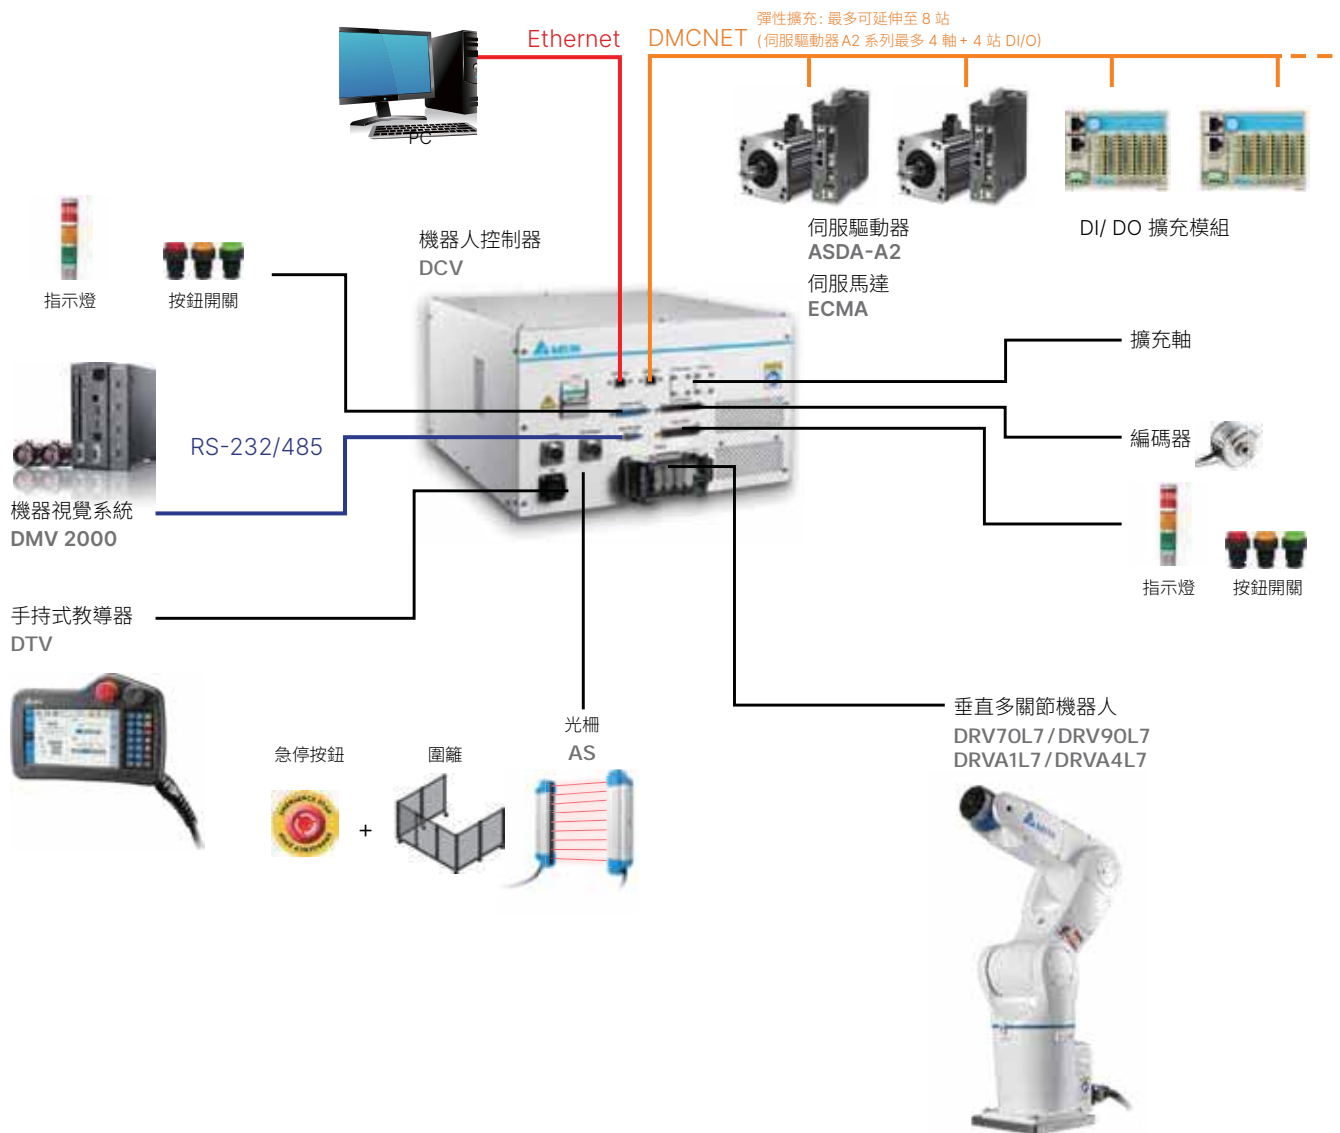 彈性擴充：最多可延伸至 8 站
Ethernet
DMCNET
(伺服驅動器 A2 系列最多 4 軸 + 4 站 DI/O)
PC
伺服驅動器
ASDA-A2
伺服馬達
ECMA
DI/ DO 擴充模組
機器人控制器
DCV
指示燈
按鈕開關
擴充軸
編碼器
RS-232/485
機器視覺系統
DMV 2000
指示燈
按鈕開關
手持式教導器
DTV
垂直多關節機器人
DRV70L7 / DRV90L7
DRVA1L7 / DRVA4L7
光柵
AS
急停按鈕
圍籬
+